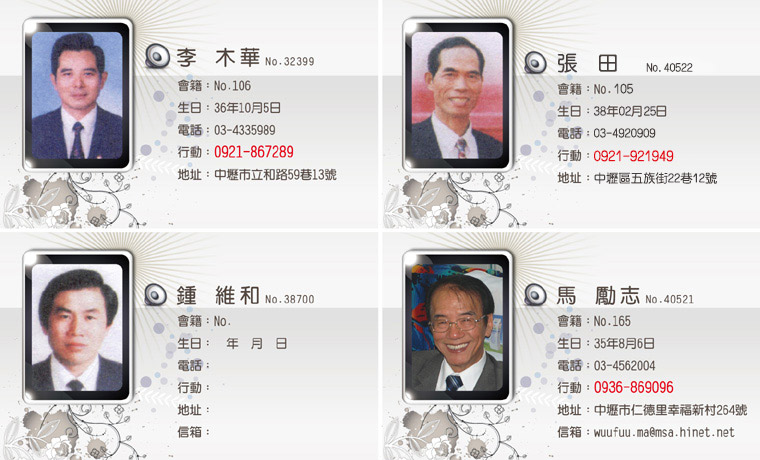 李 木華 No.32399
會籍：No.106
生日：36年10月5日
電話：03-4335989
行動：0921-867289
地址：中壢市立和路59巷13號
張 田 No.40522
會籍：No.105
生日：38年02月25日
電話：03-4920909
行動：0921-921949
地址：中壢區五族街22巷12號
鍾 維和 No.38700
會籍：No.
生日： 年 月 日
電話：
行動：
地址：
信箱：
馬 勵志 No.40521
會籍：No.165
生日：35年8月6日
電話：03-4562004
行動：0936-869096
地址：中壢市仁德里幸福新村264號
信箱：wuufuu.ma@msa.hinet.net